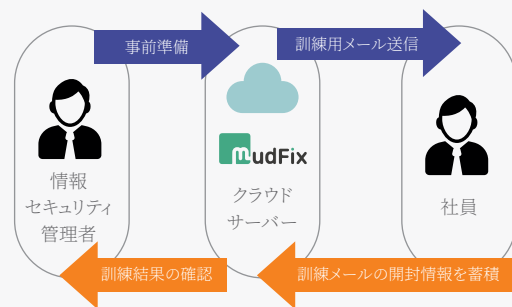 事前準備
訓練用メール送信
MudFix
情報
セキュリティ
管理者
クラウド
サーバー
社員
訓練結果の確認
訓練メールの開封情報を蓄積